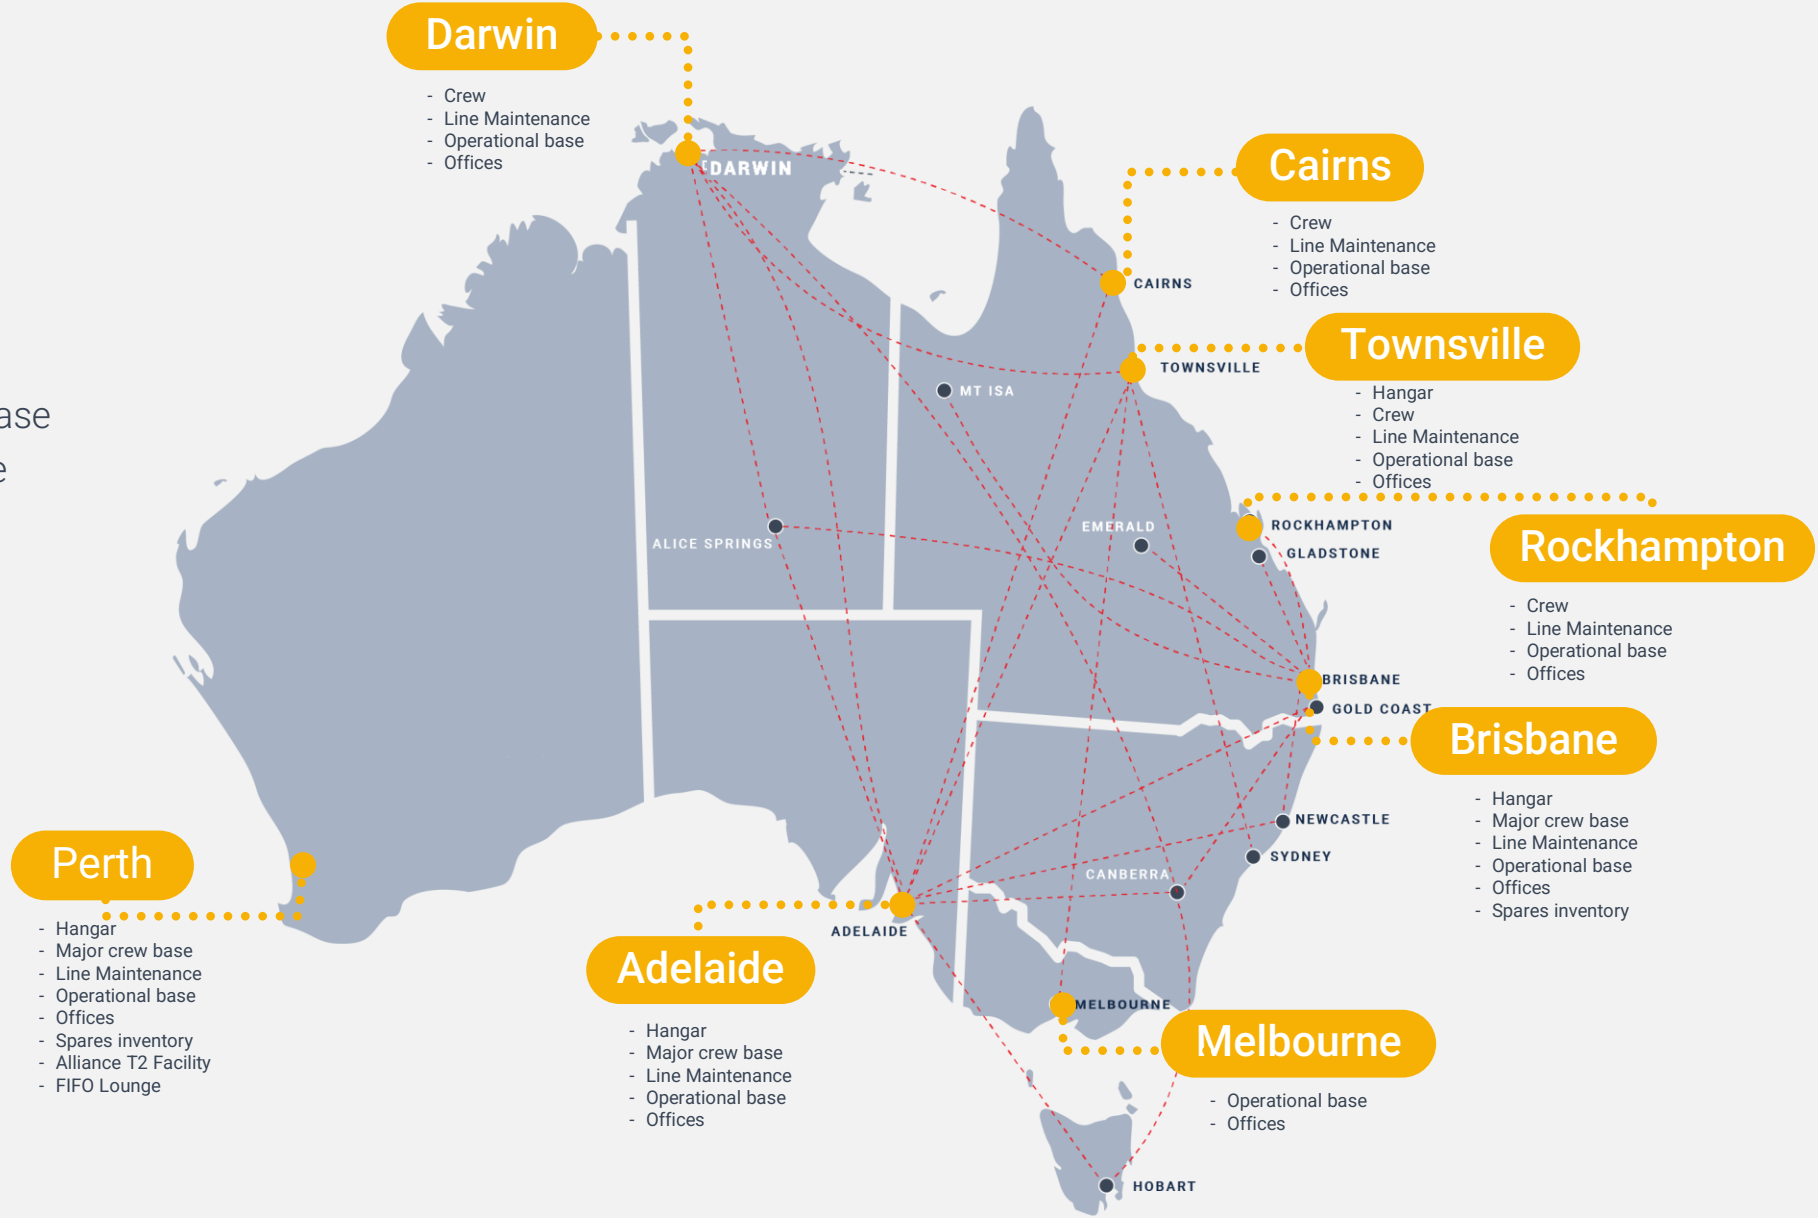 Darwin
- Crew
- Line Maintenance
- Operational base
- Offices
DARWIN
Cairns
- Crew
- Line Maintenance
- Operational base
- Offices
CAIRNS
Townsville
- Hangar
- Crew
- Line Maintenance
- Operational base
- Offices
TOWNSVILLE
MT ISA
ase
e
ALICE SPRINGS
EMERALD
ROCKHAMPTON
GLADSTONE
Rockhampton
- Crew
- Line Maintenance
- Operational base
- Offices
BRISBANE
GOLD COAST
Brisbane
- Hangar
- Major crew base
- Line Maintenance
- Operational base
- Offices
- Spares inventory
NEWCASTLE
SYDNEY
CANBERRA
Perth
- Hangar
- Major crew base
- Line Maintenance
- Operational base
- Offices
- Spares inventory
- Alliance T2 Facility
- FIFO Lounge
ADELAIDE
Adelaide
- Hangar
- Major crew base
- Line Maintenance
- Operational base
- Offices
MELBOURNE
Melbourne
- Operational base
- Offices
HOBART